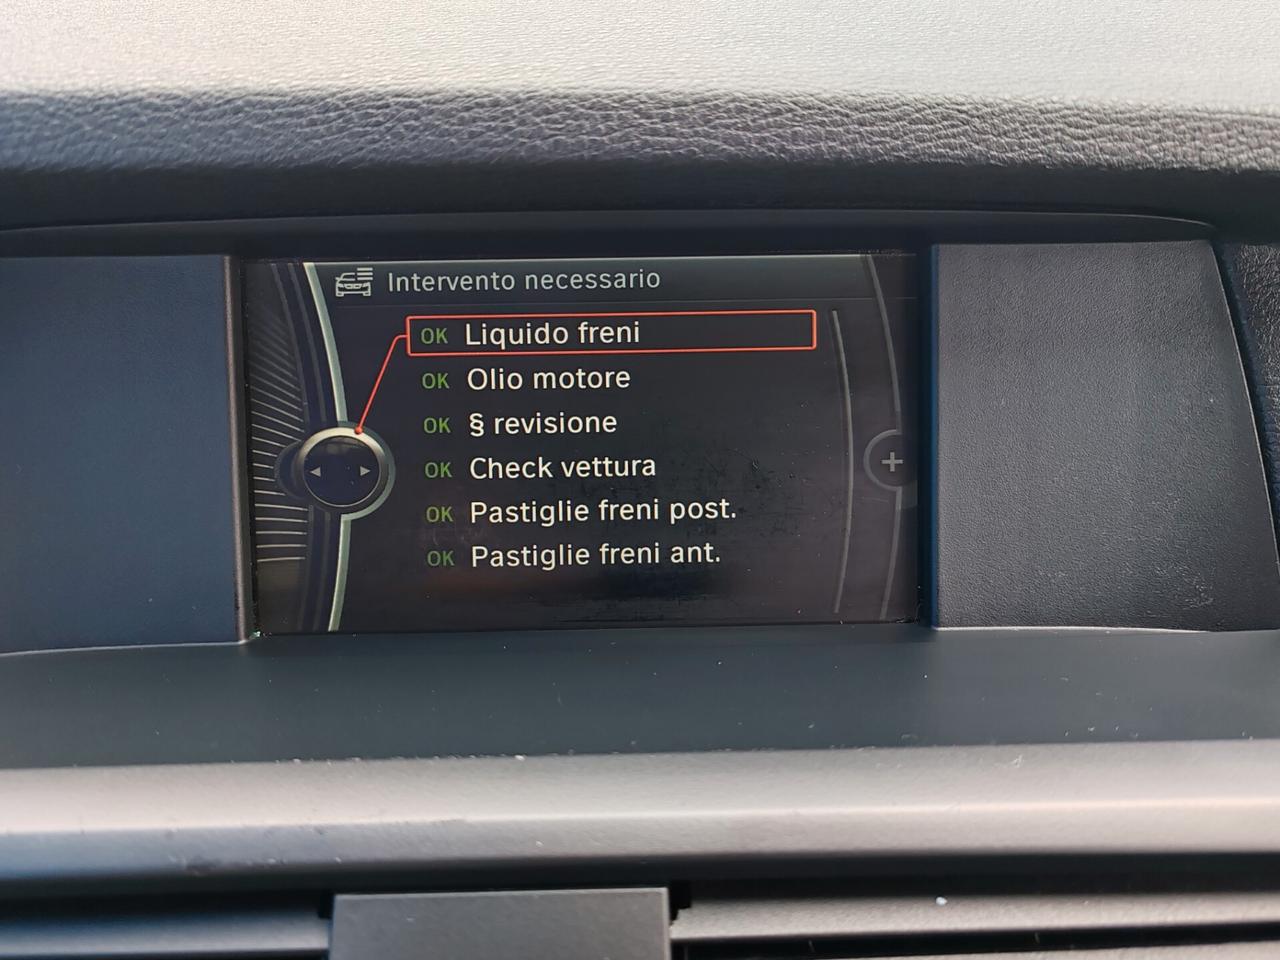 Intervento necessario
OK Liquido freni
OK Olio motore
OK § revisione
OK Check vettura
OK Pastiglie freni post.
OK Pastiglie freni ant.